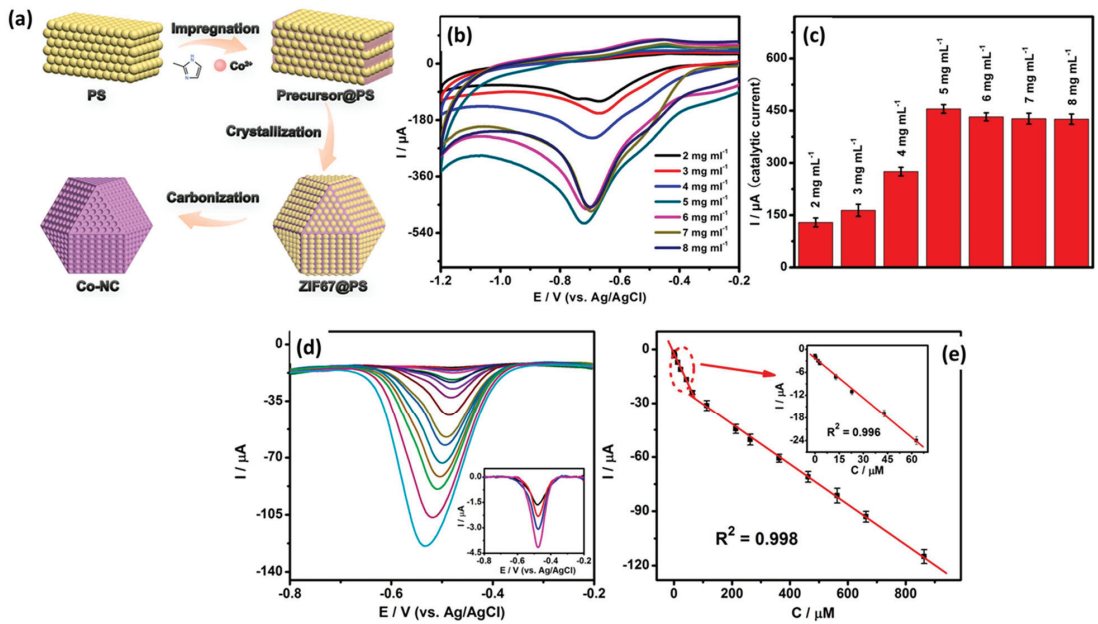 (a)
Impregnation
N
H
N
Co²⁺
PS
Precursor@PS
Crystallization
Carbonization
Co-NC
ZIF67@PS
(b)
0
-180
-360
-540
I / μA
2 mg ml⁻¹
3 mg ml⁻¹
4 mg ml⁻¹
5 mg ml⁻¹
6 mg ml⁻¹
7 mg ml⁻¹
8 mg ml⁻¹
-1.2 -1.0 -0.8 -0.6 -0.4 -0.2
E / V (vs. Ag/AgCl)
(c)
600
450
300
150
I / μA (catalytic current)
2 mg mL⁻¹
3 mg mL⁻¹
4 mg mL⁻¹
5 mg mL⁻¹
6 mg mL⁻¹
7 mg mL⁻¹
8 mg mL⁻¹
(d)
0
-35
-70
-105
-140
I / μA
-0.8 -0.6 -0.4 -0.2
E / V (vs. Ag/AgCl)
0.0
-1.5
-3.0
-4.5
I / μA
-0.8 -0.6 -0.4 -0.2
E / V (vs. Ag/AgCl)
(e)
0
-30
-60
-90
-120
I / μA
R² = 0.998
0 200 400 600 800
C / μM
0
-6
-12
-18
-24
I / μA
R² = 0.996
0 15 30 45 60
C / μM